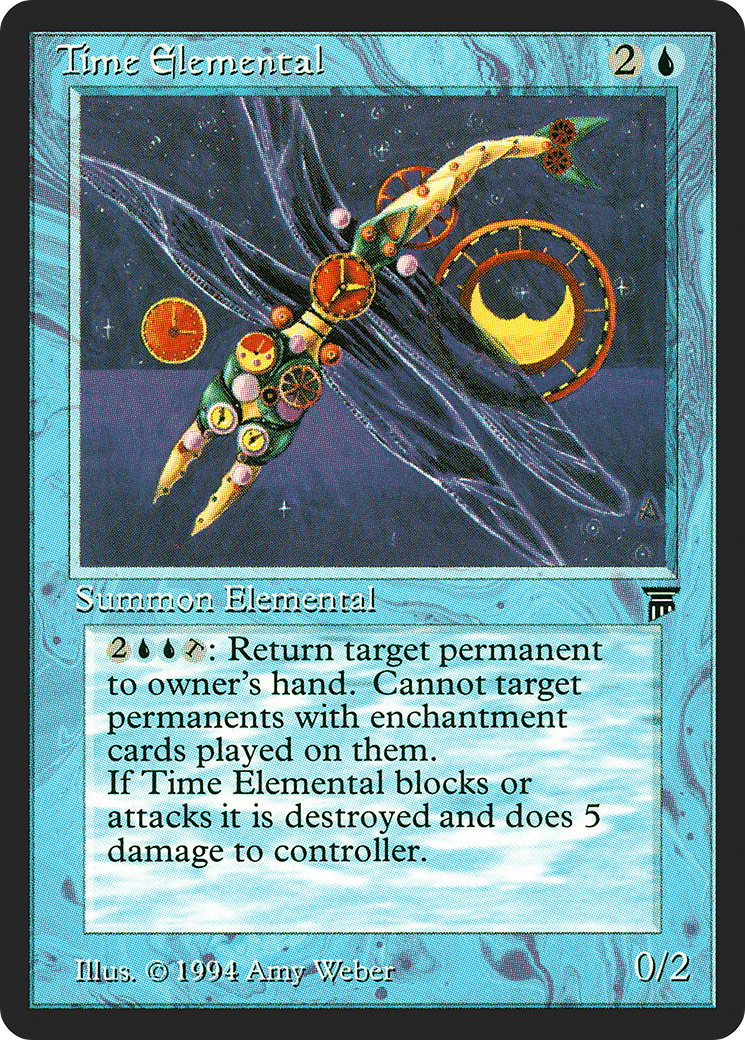 Time Elemental 2
Summon Elemental
2: Return target permanent
to owner's hand. Cannot target
permanents with enchantment
cards played on them.
If Time Elemental blocks or
attacks it is destroyed and does 5
damage to controller.
Illus. © 1994 Amy Weber 0/2